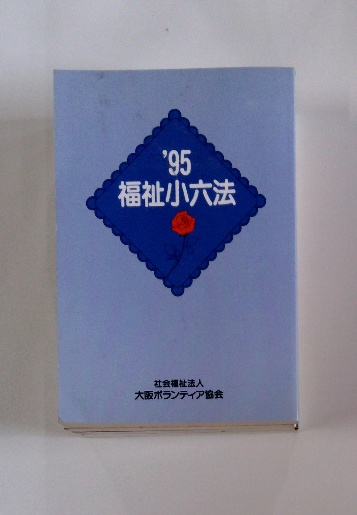 '95
福祉小六法
社会福祉法人
大阪ボランティア協会